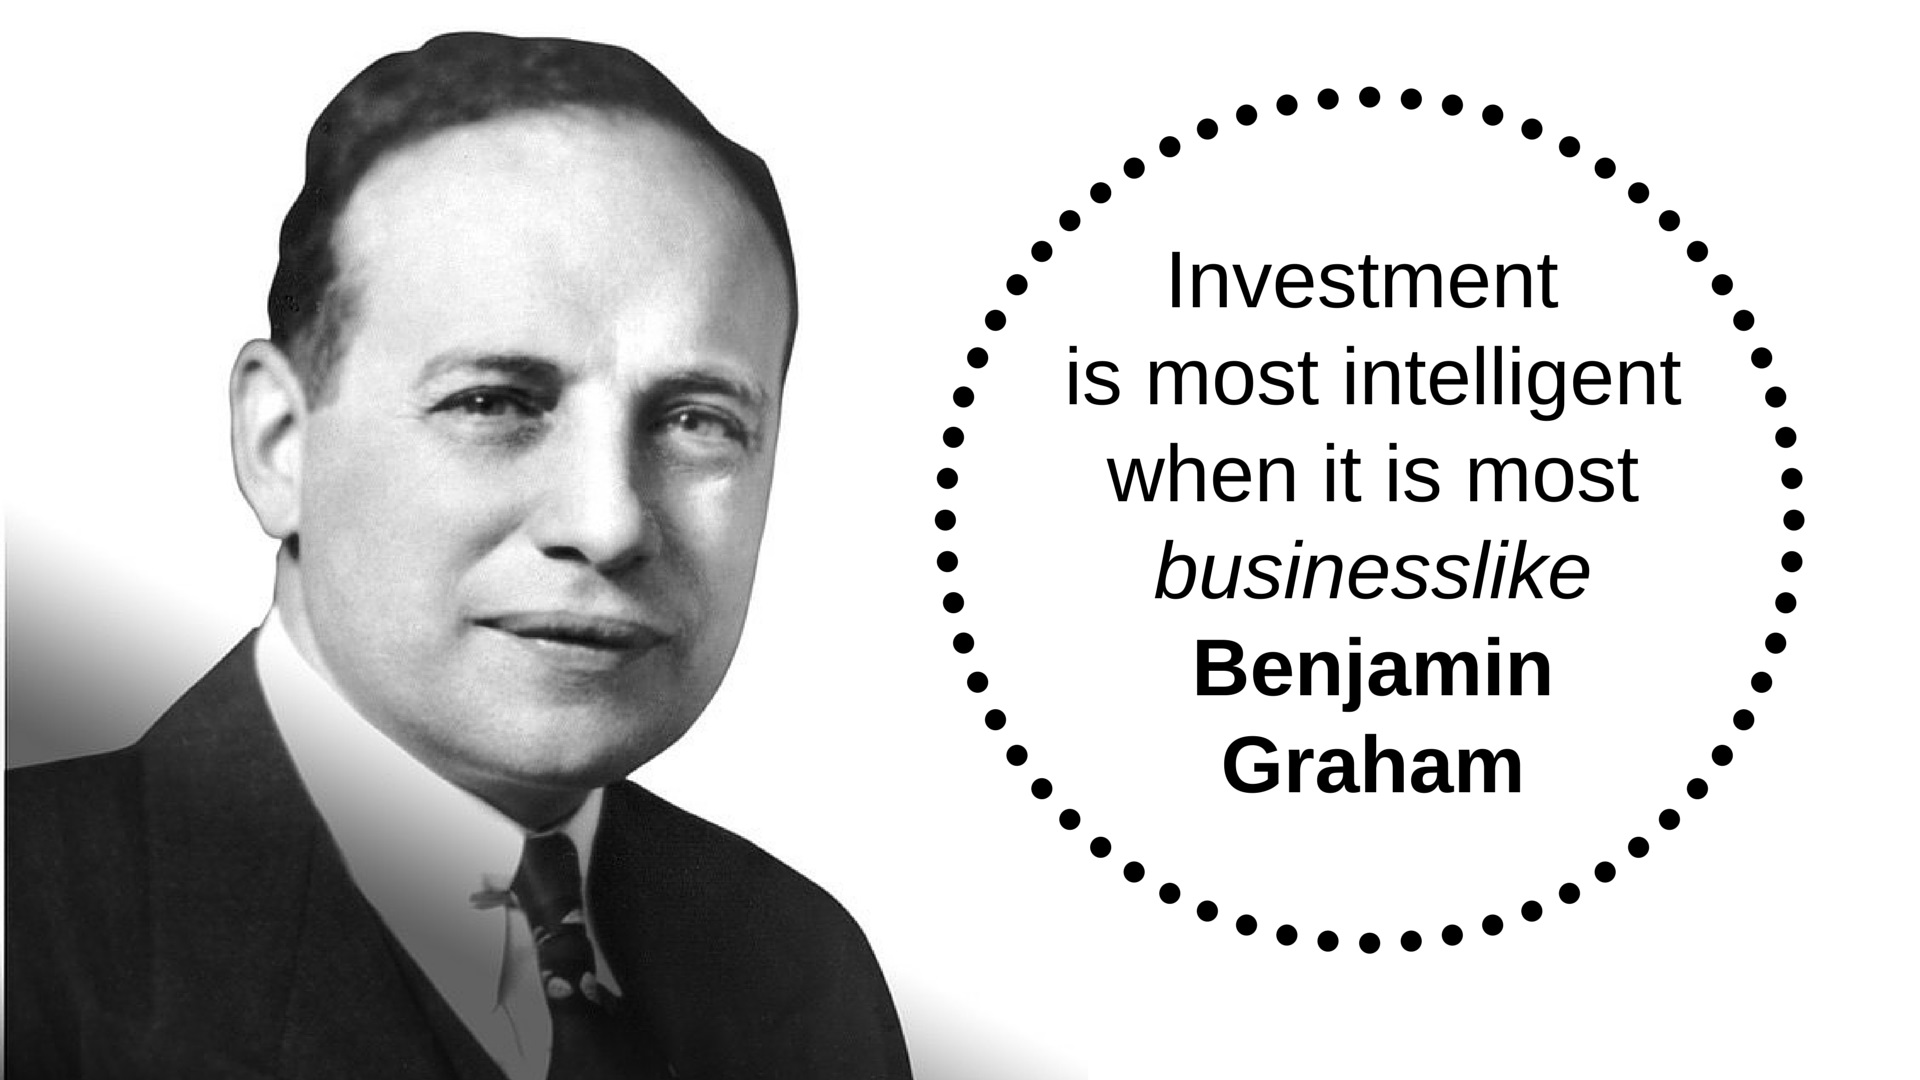 Investment
is most intelligent
when it is most
businesslike
Benjamin
Graham